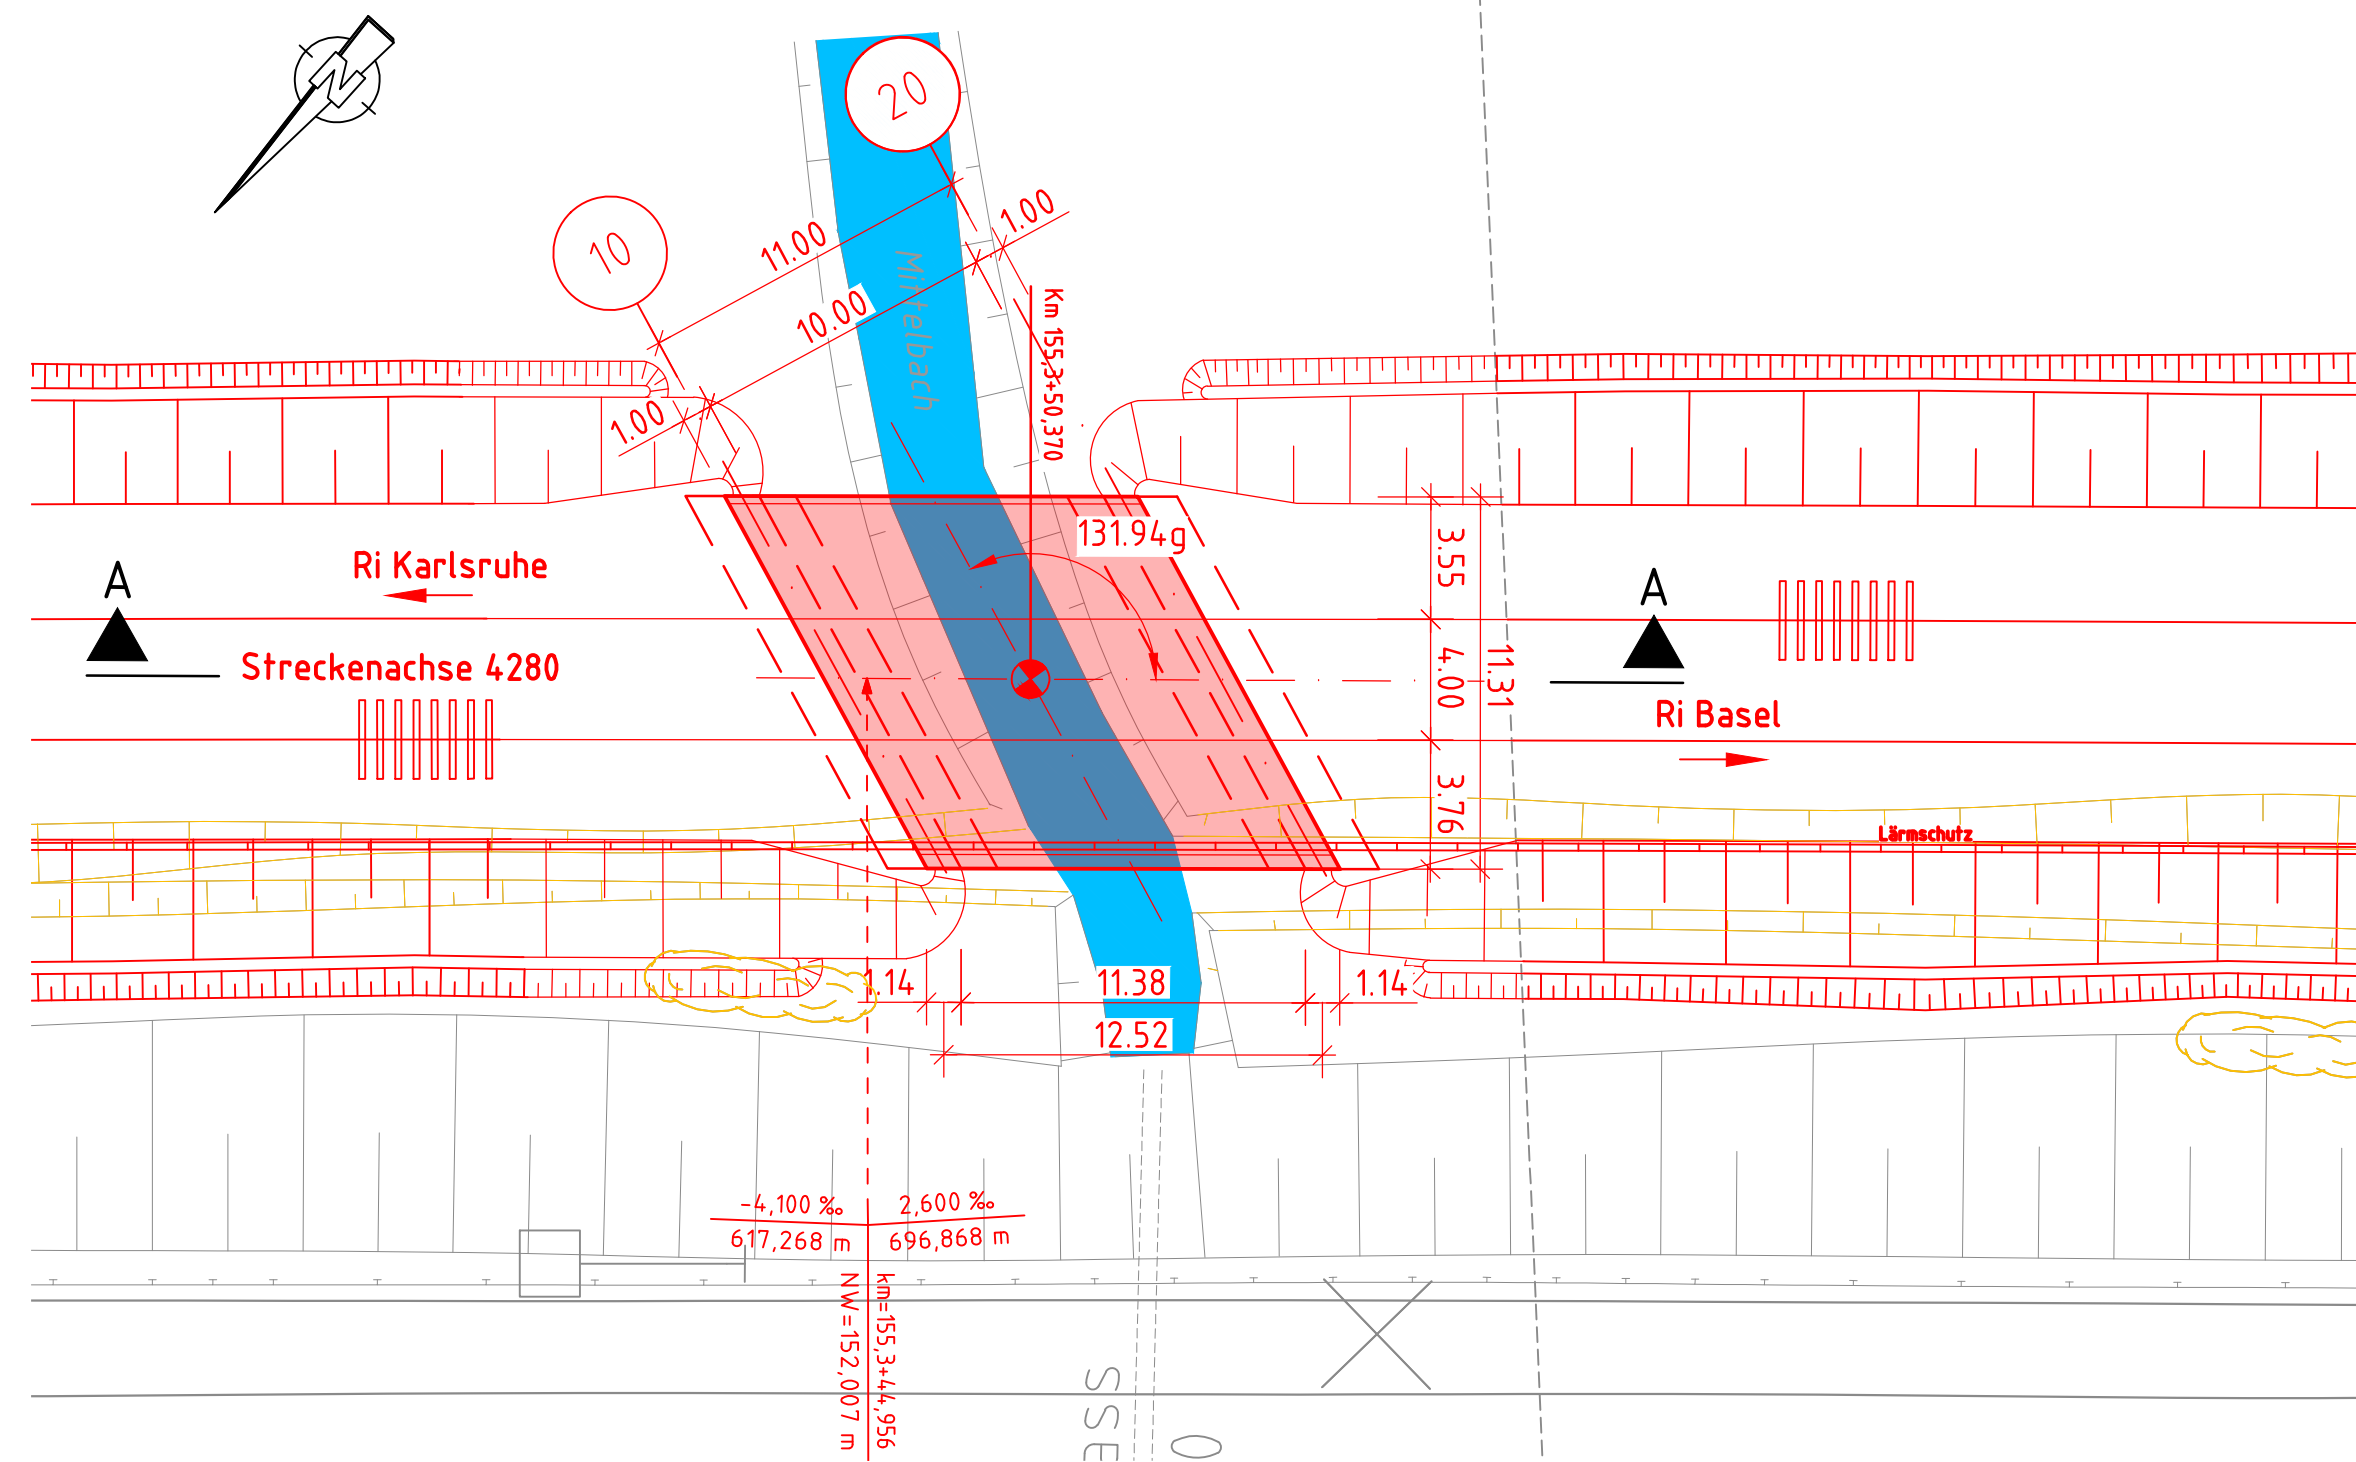 N
20
10
11.00
1.00
10.00
1.00
Mittelbach
Km 155,3+50,370
131.94g
Ri Karlsruhe
A
Streckenachse 4280
3.55
4.00
3.76
11.31
A
Ri Basel
Lärmschutz
1.14
11.38
1.14
12.52
-4,100 ‰
2,600 ‰
617,268 m
696,868 m
km=155,3+44,956
NW=152,007 m